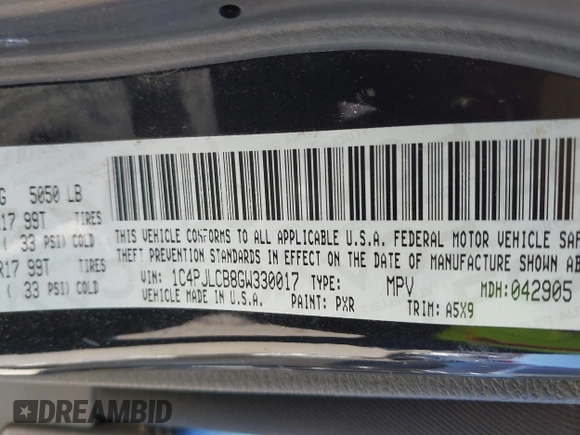 G 5050 LB
R17 99T TIRES
( 33 PSI) COLD
R17 99T TIRES
( 33 PSI) COLD
THIS VEHICLE CONFORMS TO ALL APPLICABLE U.S.A. FEDERAL MOTOR VEHICLE SAF
THEFT PREVENTION STANDARDS IN EFFECT ON THE DATE OF MANUFACTURE SHOWN AB
VIN: 1C4PJLCB8GW330017 TYPE: MPV MDH: 042905
VEHICLE MADE IN U.S.A. PAINT: PXR TRIM: A5X9
DREAMBID